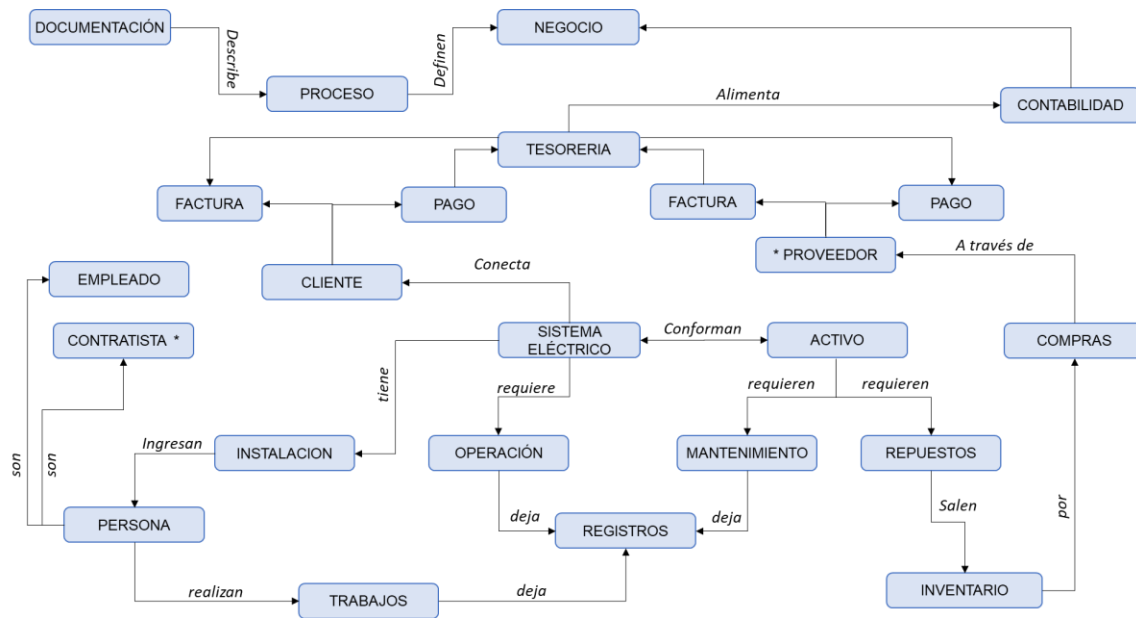 DOCUMENTACIÓN
NEGOCIO
Describe
Definen
PROCESO
Alimenta
CONTABILIDAD
TESORERIA
FACTURA
PAGO
FACTURA
PAGO
* PROVEEDOR
A través de
EMPLEADO
CLIENTE
Conecta
CONTRATISTA *
SISTEMA
ELÉCTRICO
Conforman
ACTIVO
COMPRAS
tiene
requiere
requieren
requieren
Ingresan
INSTALACION
OPERACIÓN
MANTENIMIENTO
REPUESTOS
son
son
Salen
por
PERSONA
deja
REGISTROS
deja
realizan
TRABAJOS
deja
INVENTARIO